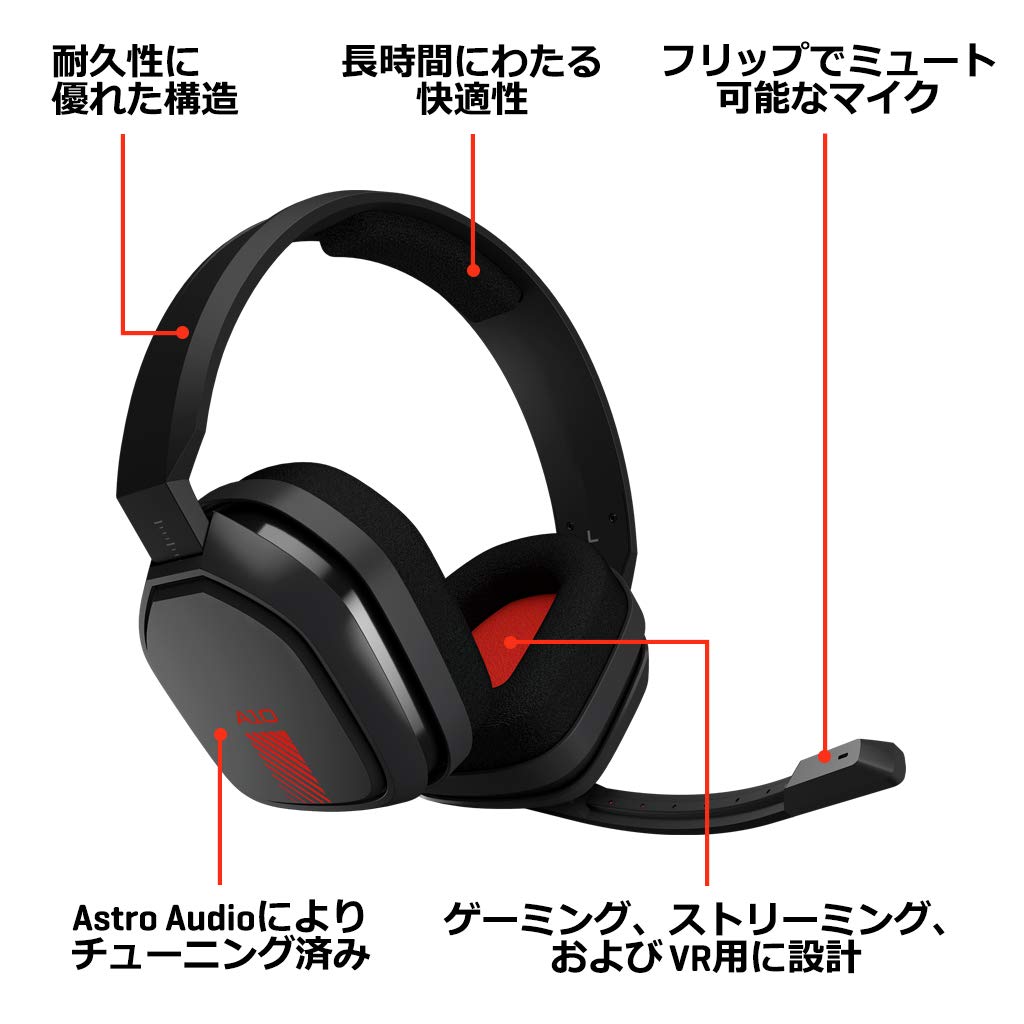 耐久性に
優れた構造
長時間にわたる
快適性
フリップでミュート
可能なマイク
L
A10
Astro Audioにより
チューニング済み
ゲーミング、ストリーミング、
およびVR用に設計